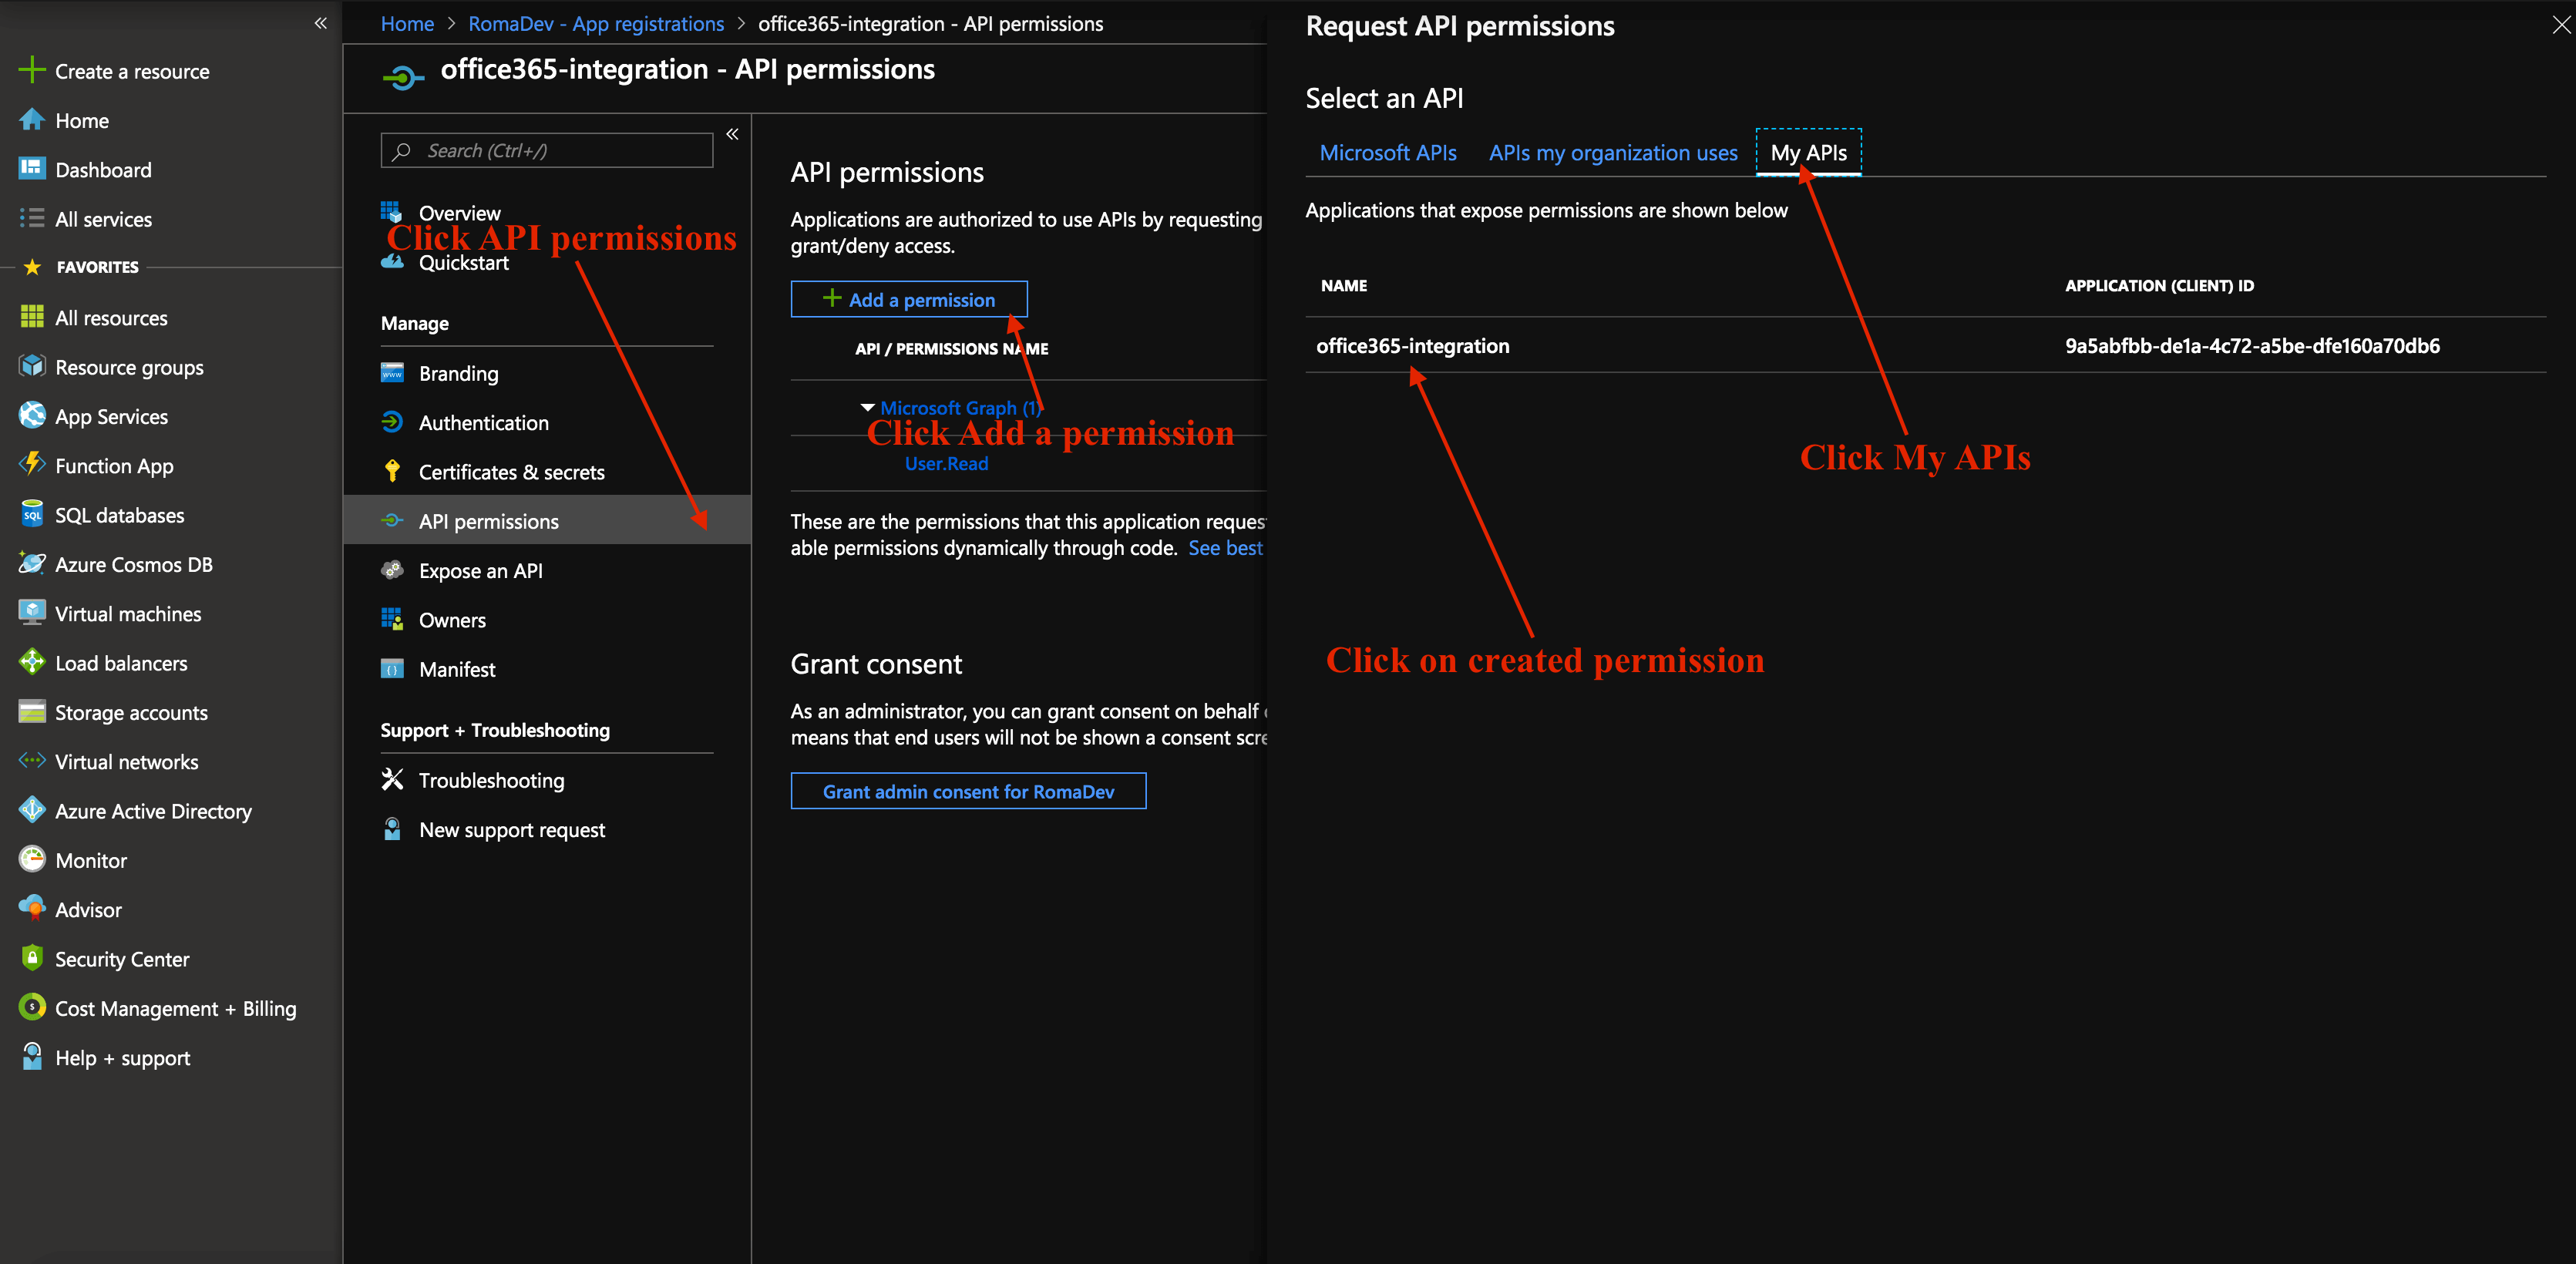 Create a resource
Home
Dashboard
All services
FAVORITES
All resources
Resource groups
App Services
Function App
SQL databases
Azure Cosmos DB
Virtual machines
Load balancers
Storage accounts
Virtual networks
Azure Active Directory
Monitor
Advisor
Security Center
Cost Management + Billing
Help + support
Home > RomaDev - App registrations > office365-integration - API permissions
office365-integration - API permissions
Search (Ctrl+/)
Overview
Click API permissions
Quickstart
Manage
Branding
Authentication
Certificates & secrets
API permissions
Expose an API
Owners
Manifest
Support + Troubleshooting
Troubleshooting
New support request
API permissions
Applications are authorized to use APIs by requesting
grant/deny access.
Add a permission
API / PERMISSIONS NAME
Microsoft Graph (1)
Click Add a permission
User.Read
These are the permissions that this application
able permissions dynamically through code. See best
Grant consent
As an administrator, you can grant consent on behalf
means that end users will not be shown a consent
Grant admin consent for RomaDev
Request API permissions
Select an API
Microsoft APIs
APIs my organization uses
My APIs
Applications that expose permissions are shown below
NAME
APPLICATION (CLIENT) ID
office365-integration
9a5abfbb-de1a-4c72-a5be-dfe160a70db6
Click My APIs
Click on created permission